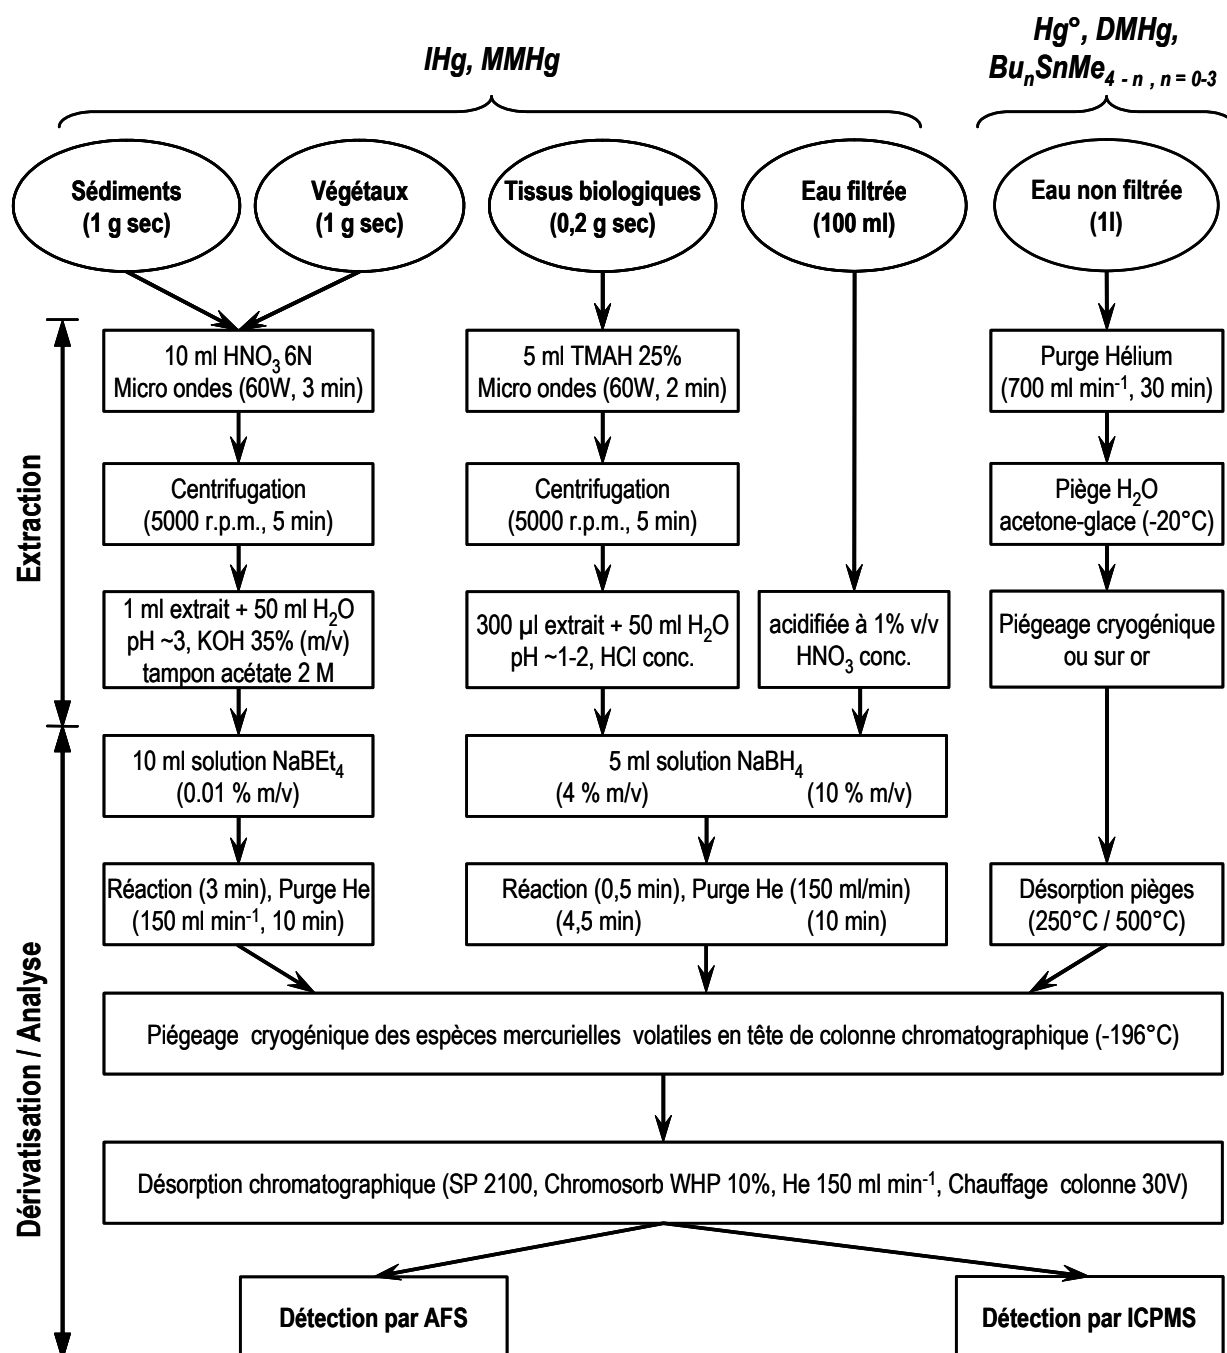 IHg, MMHg
Hg°, DMHg,
BuₙSnMe₄ ₋ ₙ , ₙ ₌ ₀₋₃
Sédiments
(1 g sec)
Végétaux
(1 g sec)
Tissus biologiques
(0,2 g sec)
Eau filtrée
(100 ml)
Eau non filtrée
(1l)
Extraction
10 ml HNO₃ 6N
Micro ondes (60W, 3 min)
5 ml TMAH 25%
Micro ondes (60W, 2 min)
Purge Hélium
(700 ml min⁻¹, 30 min)
Centrifugation
(5000 r.p.m., 5 min)
Centrifugation
(5000 r.p.m., 5 min)
Piège H₂O
acetone-glace (-20°C)
1 ml extrait + 50 ml H₂O
pH ~3, KOH 35% (m/v)
tampon acétate 2 M
300 µl extrait + 50 ml H₂O
pH ~1-2, HCl conc.
acidifiée à 1% v/v
HNO₃ conc.
Piégeage cryogénique
ou sur or
Dérivatisation / Analyse
10 ml solution NaBEt₄
(0.01 % m/v)
5 ml solution NaBH₄
(4 % m/v) (10 % m/v)
Réaction (3 min), Purge He
(150 ml min⁻¹, 10 min)
Réaction (0,5 min), Purge He (150 ml/min)
(4,5 min) (10 min)
Désorption pièges
(250°C / 500°C)
Piégeage cryogénique des espèces mercurielles volatiles en tête de colonne chromatographique (-196°C)
Désorption chromatographique (SP 2100, Chromosorb WHP 10%, He 150 ml min⁻¹, Chauffage colonne 30V)
Détection par AFS
Détection par ICPMS